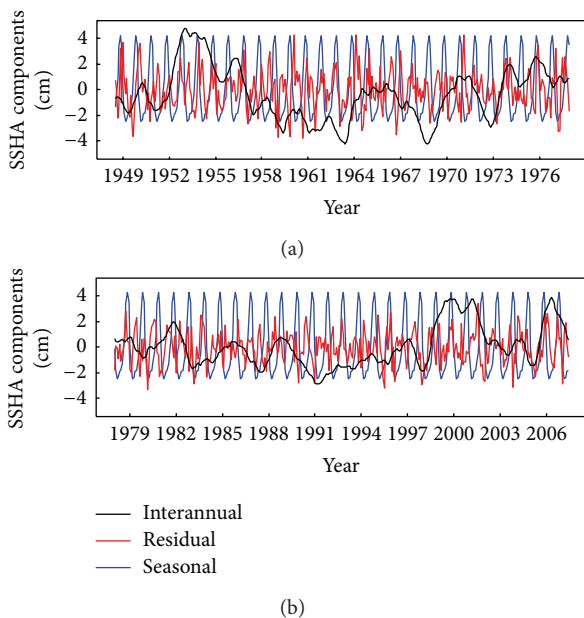 SSHA components
(cm)
4
2
0
−2
−4
1949 1952 1955 1958 1961 1964 1967 1970 1973 1976
Year
(a)
SSHA components
(cm)
4
2
0
−2
−4
1979 1982 1985 1988 1991 1994 1997 2000 2003 2006
Year
Interannual
Residual
Seasonal
(b)